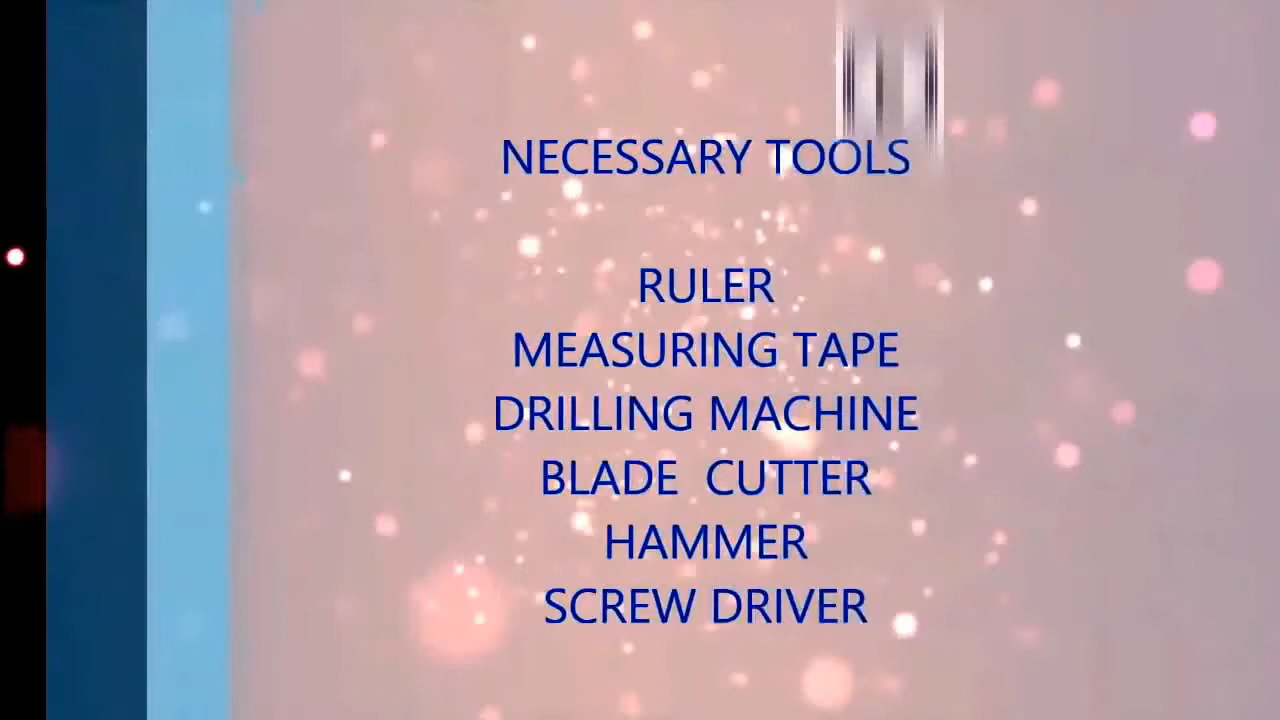 NECESSARY TOOLS
RULER
MEASURING TAPE
DRILLING MACHINE
BLADE CUTTER
HAMMER
SCREW DRIVER